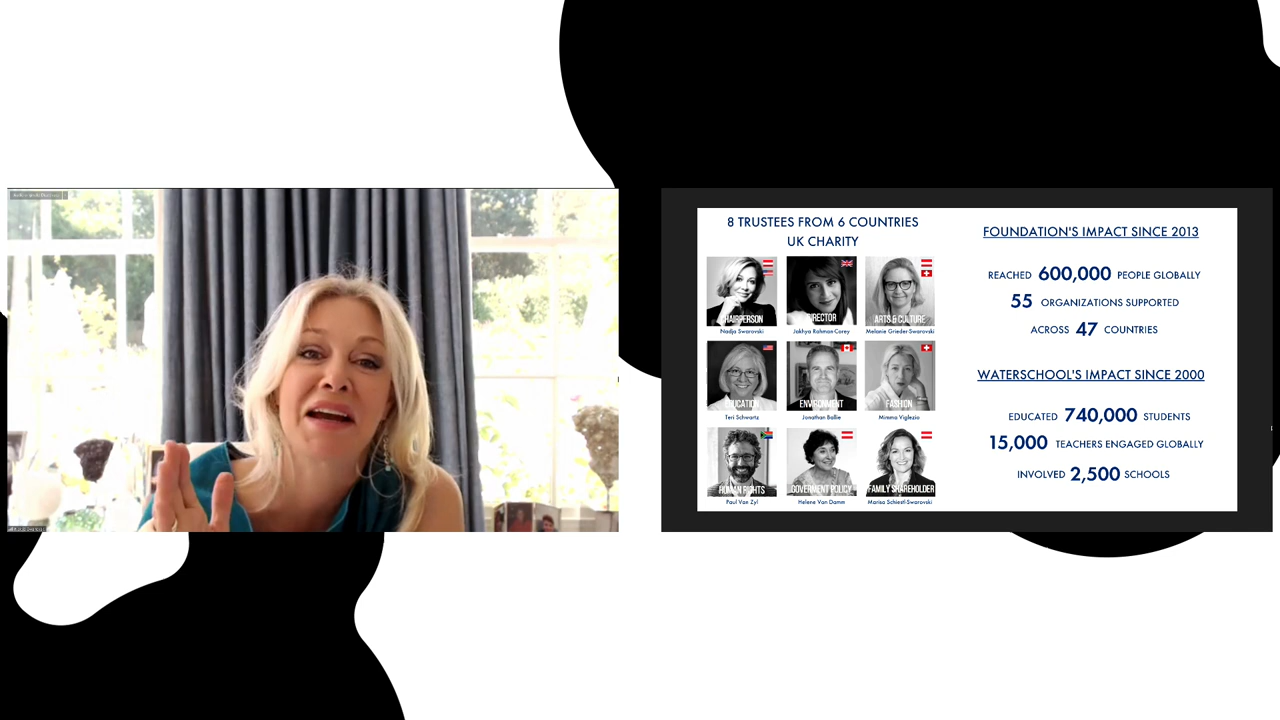 8 TRUSTEES FROM 6 COUNTRIES
UK CHARITY
CHAIRPERSON
DIRECTOR
ARTS & CULTURE
Nadja Swarovski
Jakhya Rahman Corey
Melanie Grieder-Swarovski
EDUCATION
ENVIRONMENT
FASHION
Teri Schwartz
Jonathan Bailie
Mimma Viglezio
HUMAN RIGHTS
GOVERMENT POLICY
FAMILY SHAREHOLDER
Paul Van Zyl
Helene Van Damm
Marisa Schiestl-Swarovski
FOUNDATION'S IMPACT SINCE 2013
REACHED 600,000 PEOPLE GLOBALLY
55 ORGANIZATIONS SUPPORTED
ACROSS 47 COUNTRIES
WATERSCHOOL'S IMPACT SINCE 2000
EDUCATED 740,000 STUDENTS
15,000 TEACHERS ENGAGED GLOBALLY
INVOLVED 2,500 SCHOOLS